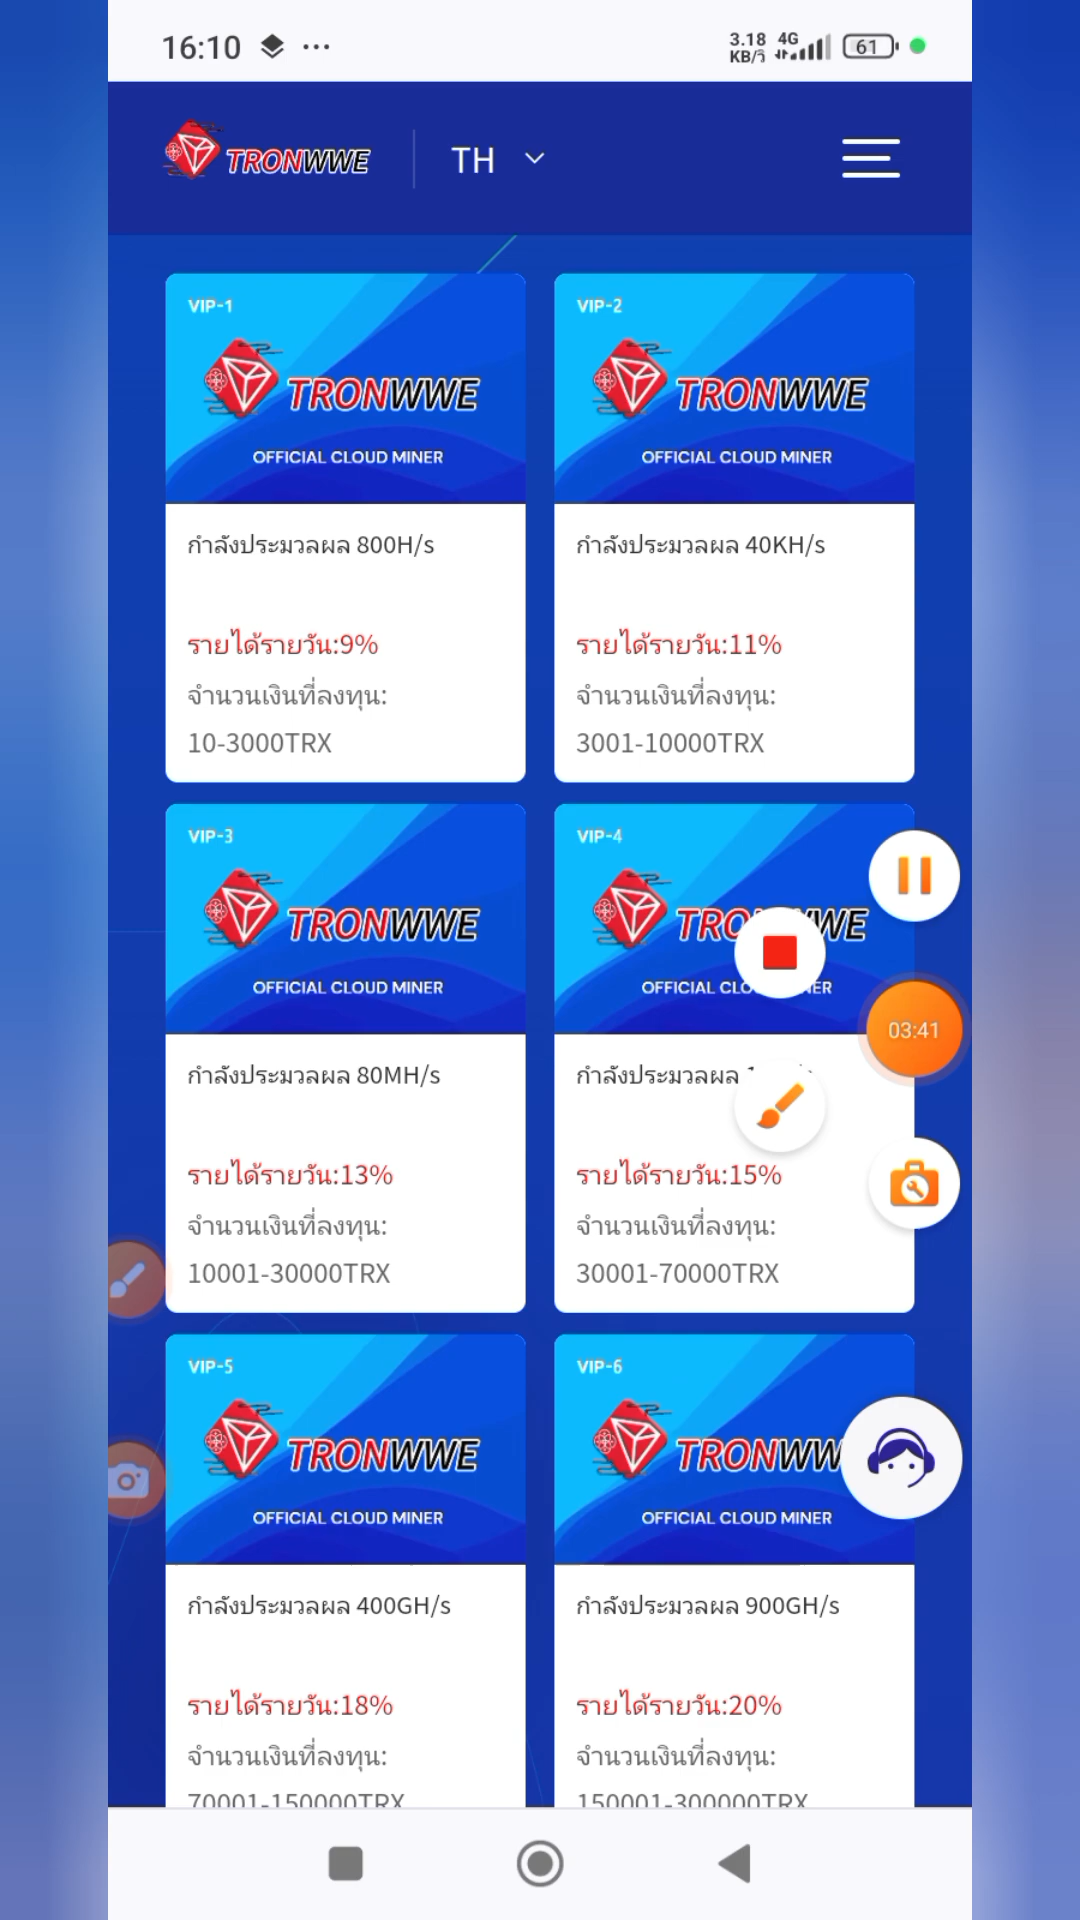 16:10
3.18
KB/วิ
4G
61
TRONWWE
TH
VIP-1
TRONWWE
OFFICIAL CLOUD MINER
กำลังประมวลผล 800H/s
รายได้รายวัน:9%
จำนวนเงินที่ลงทุน:
10-3000TRX
VIP-2
TRONWWE
OFFICIAL CLOUD MINER
กำลังประมวลผล 40KH/s
รายได้รายวัน:11%
จำนวนเงินที่ลงทุน:
3001-10000TRX
VIP-3
TRONWWE
OFFICIAL CLOUD MINER
กำลังประมวลผล 80MH/s
รายได้รายวัน:13%
จำนวนเงินที่ลงทุน:
10001-30000TRX
VIP-4
OFFICIAL
กำลังประมวลผล
รายได้รายวัน:15%
จำนวนเงินที่ลงทุน:
30001-70000TRX
03:41
VIP-5
TRONWWE
OFFICIAL CLOUD MINER
กำลังประมวลผล 400GH/s
รายได้รายวัน:18%
จำนวนเงินที่ลงทุน:
70001-150000TRX
VIP-6
TRONWW
OFFICIAL CLOUD MINER
กำลังประมวลผล 900GH/s
รายได้รายวัน:20%
จำนวนเงินที่ลงทุน:
150001-300000TRX